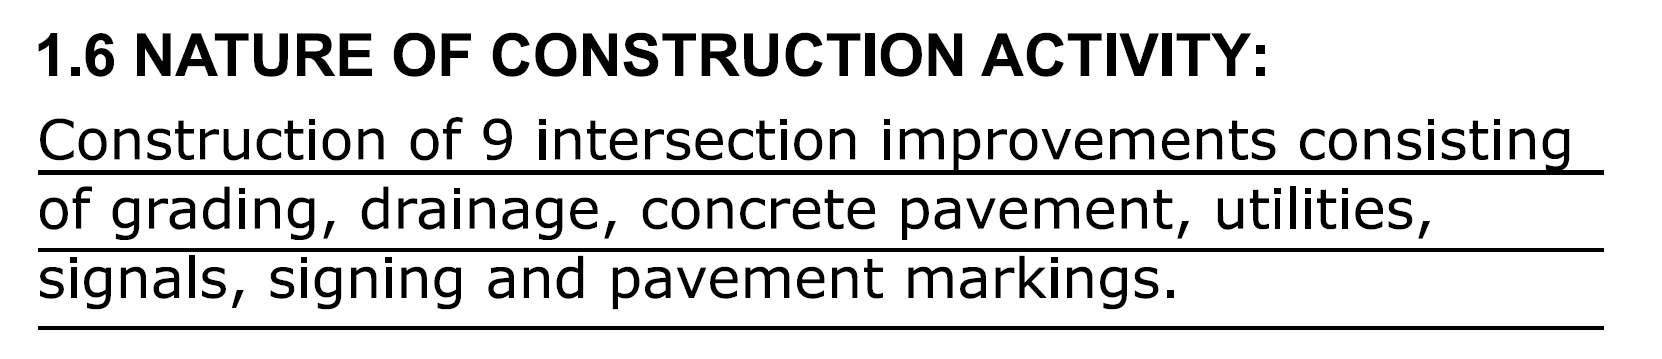 1.6 NATURE OF CONSTRUCTION ACTIVITY:
Construction of 9 intersection improvements consisting
of grading, drainage, concrete pavement, utilities,
signals, signing and pavement markings.